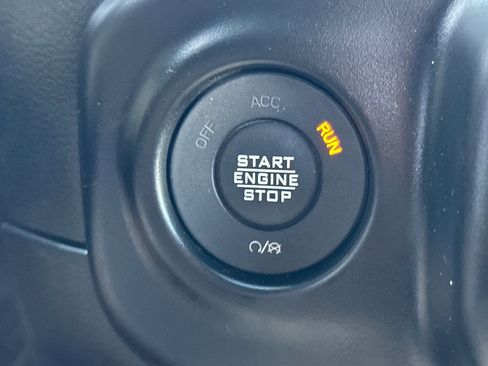 ACC
OFF
RUN
START
ENGINE
STOP